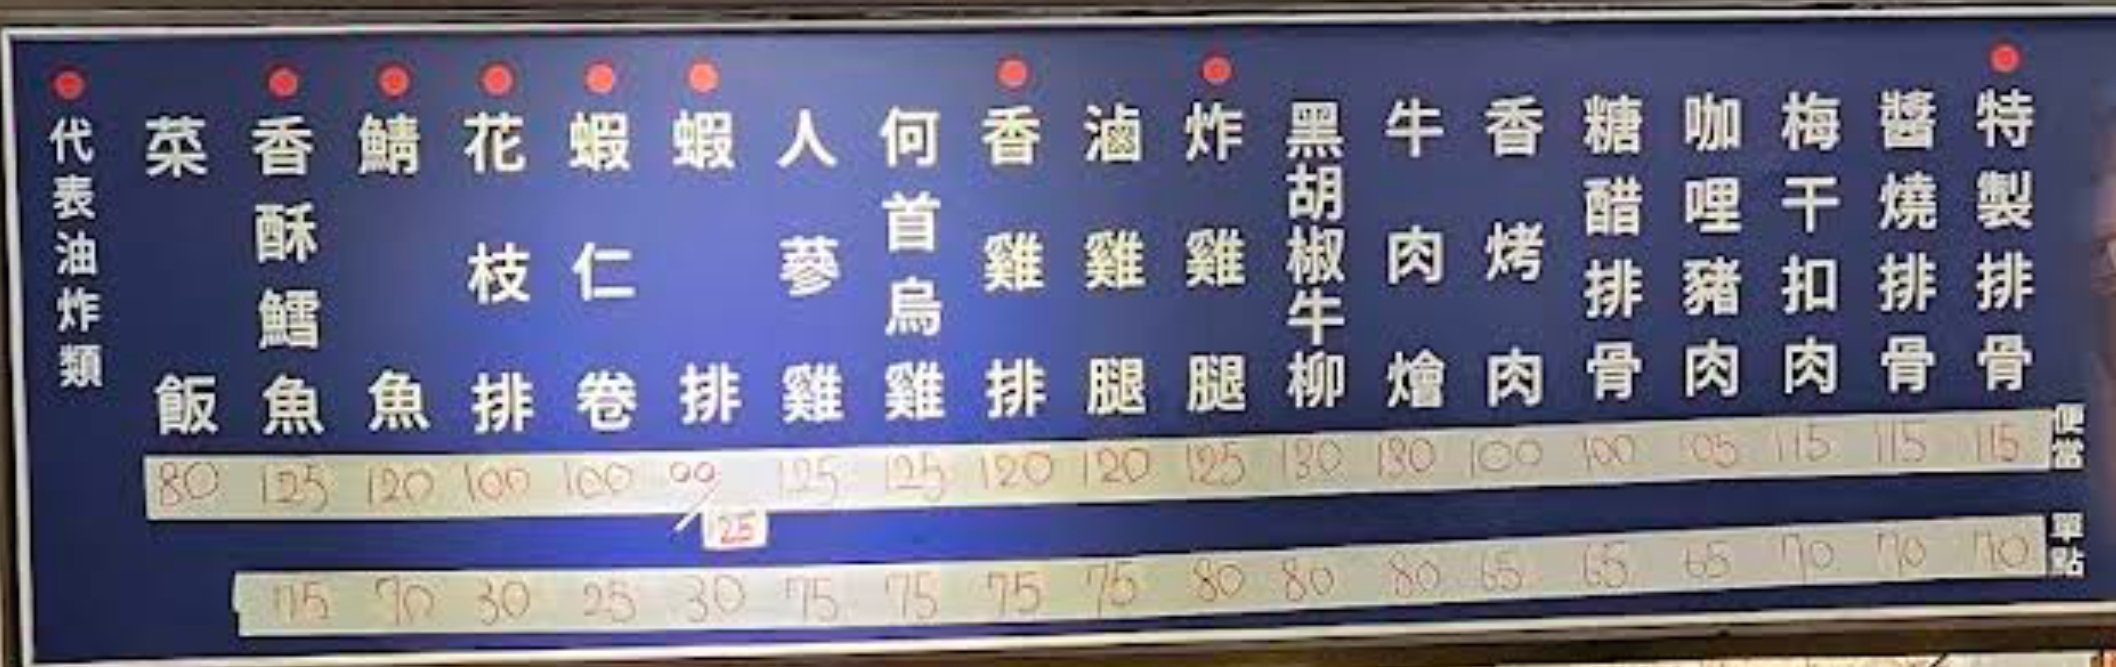 特製排骨
醬燒排骨
梅干扣肉
咖哩豬肉
糖醋排骨
香烤肉
牛肉燴
黑胡椒牛柳
炸雞腿
滷雞腿
香雞排
何首烏雞
人蔘雞
蝦排
蝦仁卷
花枝排
鯖魚
香酥鱈魚
菜飯
代表油炸類
便當
115 115 115 105 100 100 130 130 125 120 120 125 125 99/125 100 100 120 125 80
單點
70 70 70 65 65 65 80 80 80 75 75 75 75 30 25 30 70 75